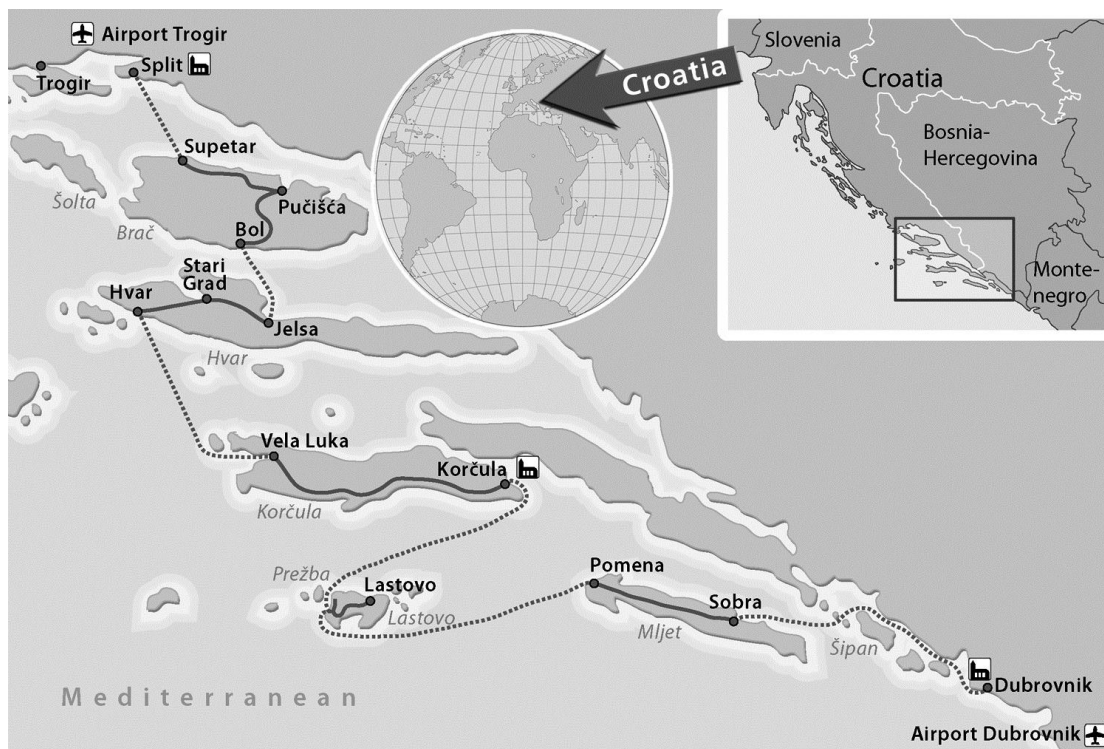 Airport Trogir
Trogir
Split
Supetar
Pučišća
Šolta
Brač
Bol
Stari
Grad
Hvar
Jelsa
Hvar
Vela Luka
Korčula
Korčula
Prežba
Lastovo
Lastovo
Pomena
Sobra
Mljet
Šipan
Dubrovnik
Airport Dubrovnik
Mediterranean
Croatia
Slovenia
Croatia
Bosnia-
Hercegovina
Monte-
negro